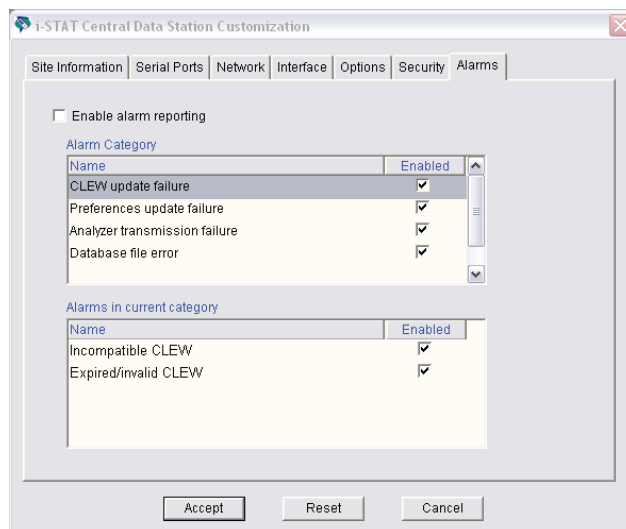 i-STAT Central Data Station Customization
Site Information Serial Ports Network Interface Options Security Alarms
Enable alarm reporting
Alarm Category
Name Enabled
CLEW update failure
Preferences update failure
Analyzer transmission failure
Database file error
Alarms in current category
Name Enabled
Incompatible CLEW
Expired/invalid CLEW
Accept Reset Cancel